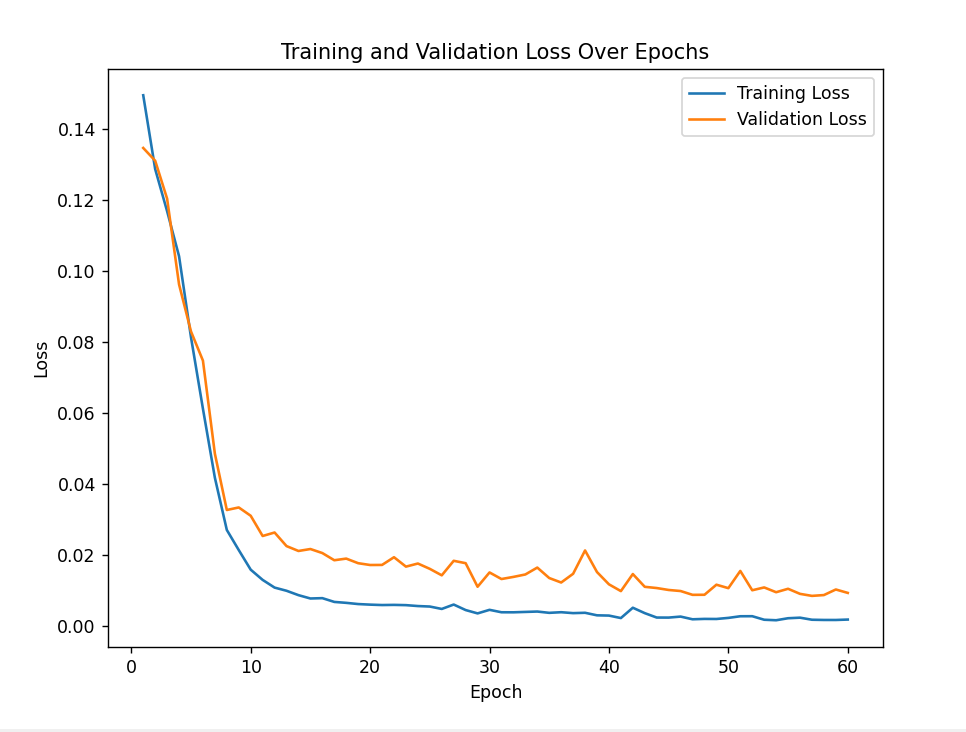 Training and Validation Loss Over Epochs
Training Loss
Validation Loss
0.14
0.12
0.10
0.08
0.06
0.04
0.02
0.00
Loss
0 10 20 30 40 50 60
Epoch